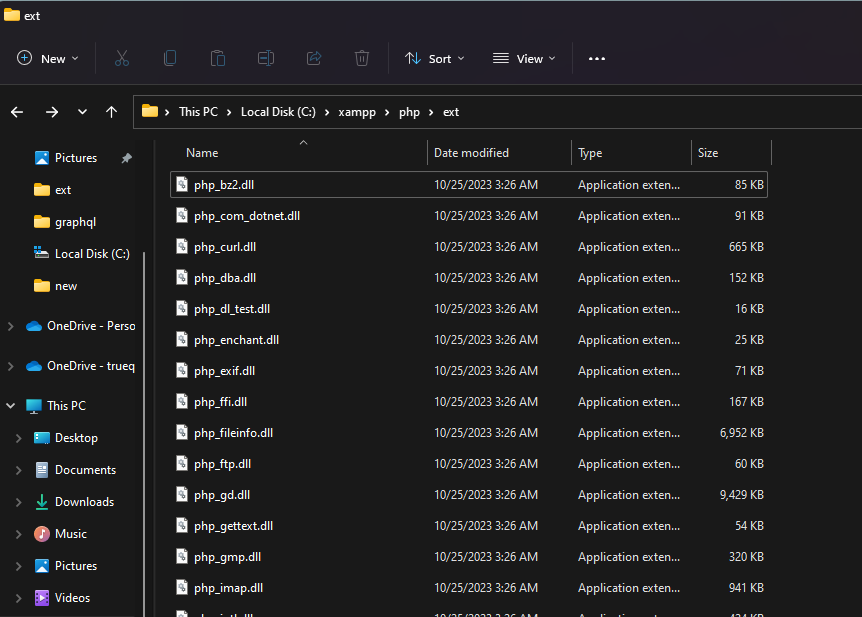 ext
New
Sort
View
This PC
Local Disk (C:)
xampp
php
ext
Pictures
ext
graphql
Local Disk (C:)
new
OneDrive - Perso
OneDrive - trueq
This PC
Desktop
Documents
Downloads
Music
Pictures
Videos
Name Date modified Type Size
php_bz2.dll 10/25/2023 3:26 AM Application exten... 85 KB
php_com_dotnet.dll 10/25/2023 3:26 AM Application exten... 91 KB
php_curl.dll 10/25/2023 3:26 AM Application exten... 665 KB
php_dba.dll 10/25/2023 3:26 AM Application exten... 152 KB
php_dl_test.dll 10/25/2023 3:26 AM Application exten... 16 KB
php_enchant.dll 10/25/2023 3:26 AM Application exten... 25 KB
php_exif.dll 10/25/2023 3:26 AM Application exten... 71 KB
php_ffi.dll 10/25/2023 3:26 AM Application exten... 167 KB
php_fileinfo.dll 10/25/2023 3:26 AM Application exten... 6,952 KB
php_ftp.dll 10/25/2023 3:26 AM Application exten... 60 KB
php_gd.dll 10/25/2023 3:26 AM Application exten... 9,429 KB
php_gettext.dll 10/25/2023 3:26 AM Application exten... 54 KB
php_gmp.dll 10/25/2023 3:26 AM Application exten... 320 KB
php_imap.dll 10/25/2023 3:26 AM Application exten... 941 KB